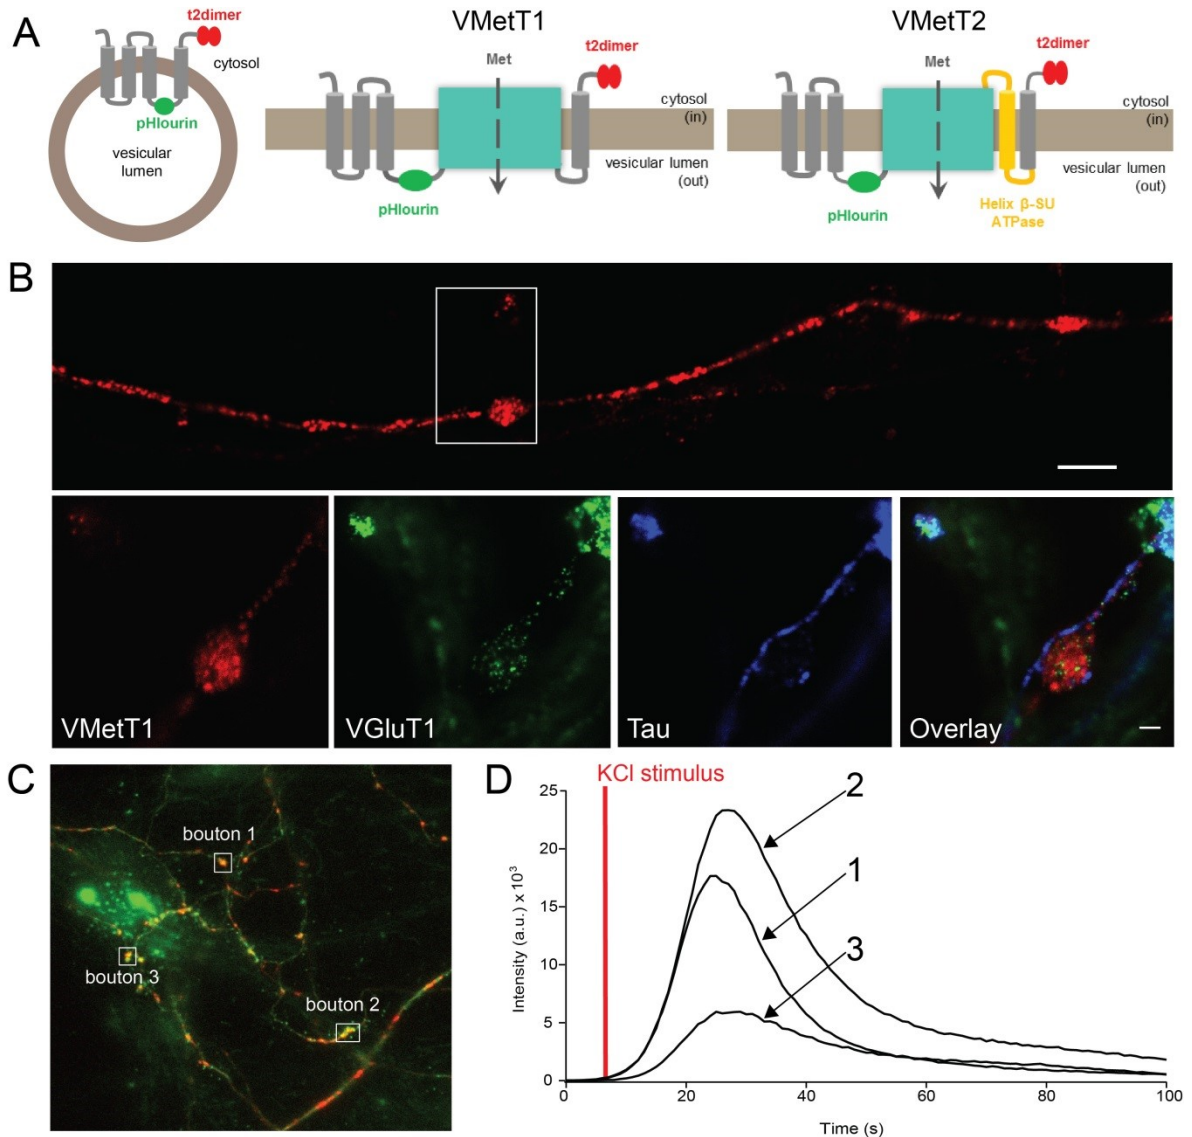 A
t2dimer
cytosol
pHlourin
vesicular
lumen
VMetT1
Met
t2dimer
cytosol
(in)
vesicular lumen
(out)
pHlourin
VMetT2
Met
t2dimer
cytosol
(in)
vesicular lumen
(out)
pHlourin
Helix β-SU
ATPase
B
VMetT1
VGluT1
Tau
Overlay
C
bouton 1
bouton 3
bouton 2
D
KCl stimulus
2
1
3
Intensity (a.u.) x 10³
25
20
15
10
5
0
0 20 40 60 80 100
Time (s)